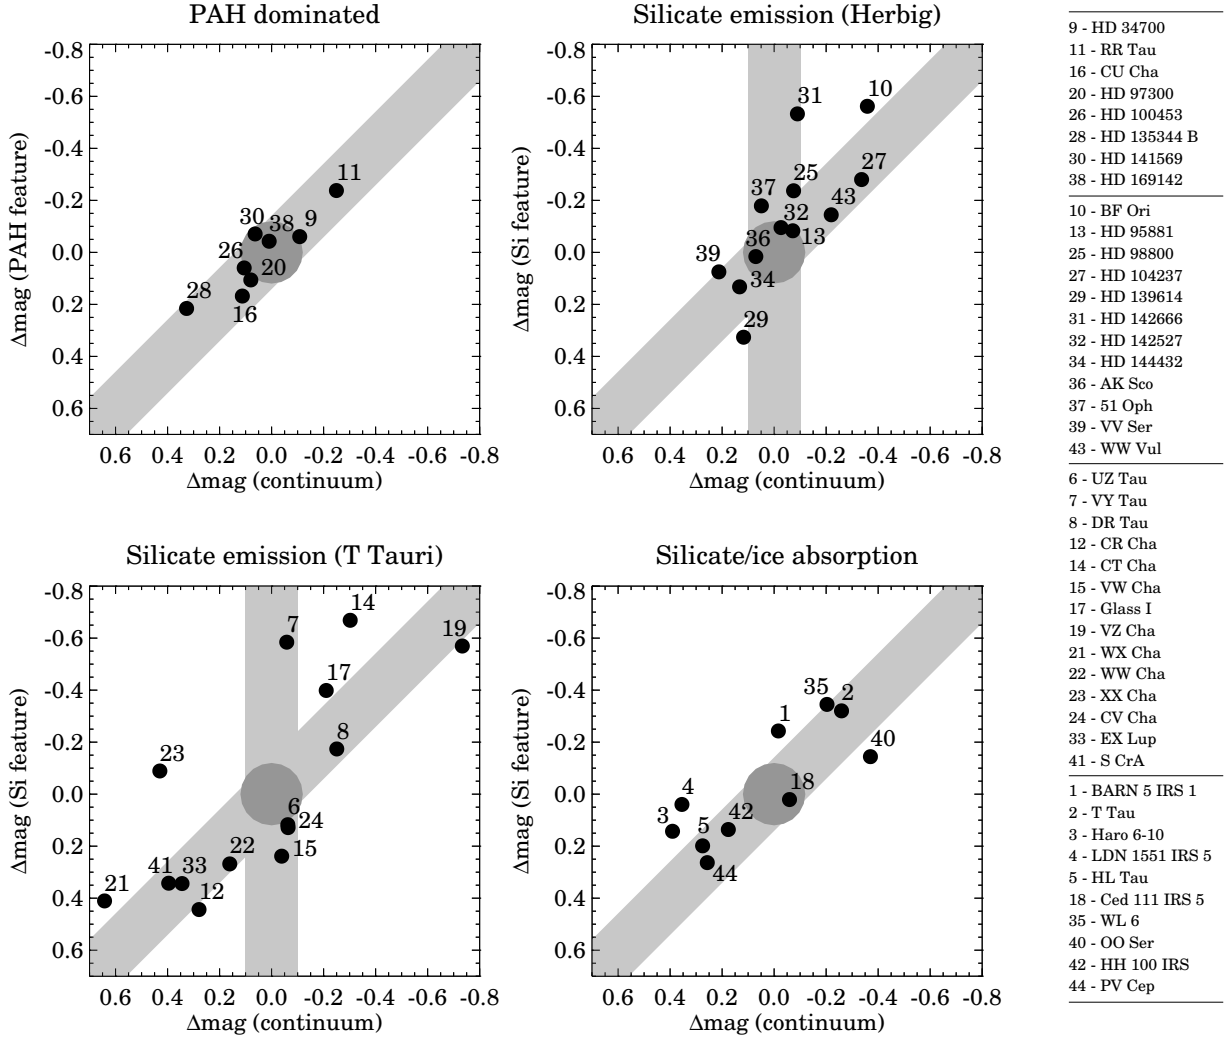 PAH dominated
-0.8
-0.6
-0.4
-0.2
0.0
0.2
0.4
0.6
Δmag (PAH feature)
11
30
38
9
26
20
28
16
0.6 0.4 0.2 0.0 -0.2 -0.4 -0.6 -0.8
Δmag (continuum)
Silicate emission (Herbig)
-0.8
-0.6
-0.4
-0.2
0.0
0.2
0.4
0.6
Δmag (Si feature)
31
10
25
27
37
43
32
13
36
39
34
29
0.6 0.4 0.2 0.0 -0.2 -0.4 -0.6 -0.8
Δmag (continuum)
Silicate emission (T Tauri)
-0.8
-0.6
-0.4
-0.2
0.0
0.2
0.4
0.6
Δmag (Si feature)
14
7
19
17
8
23
6
24
22
15
41
33
21
12
0.6 0.4 0.2 0.0 -0.2 -0.4 -0.6 -0.8
Δmag (continuum)
Silicate/ice absorption
-0.8
-0.6
-0.4
-0.2
0.0
0.2
0.4
0.6
Δmag (Si feature)
35
2
1
40
18
4
3
42
5
44
0.6 0.4 0.2 0.0 -0.2 -0.4 -0.6 -0.8
Δmag (continuum)
9 - HD 34700
11 - RR Tau
16 - CU Cha
20 - HD 97300
26 - HD 100453
28 - HD 135344 B
30 - HD 141569
38 - HD 169142
10 - BF Ori
13 - HD 95881
25 - HD 98800
27 - HD 104237
29 - HD 139614
31 - HD 142666
32 - HD 142527
34 - HD 144432
36 - AK Sco
37 - 51 Oph
39 - VV Ser
43 - WW Vul
6 - UZ Tau
7 - VY Tau
8 - DR Tau
12 - CR Cha
14 - CT Cha
15 - VW Cha
17 - Glass I
19 - VZ Cha
21 - WX Cha
22 - WW Cha
23 - XX Cha
24 - CV Cha
33 - EX Lup
41 - S CrA
1 - BARN 5 IRS 1
2 - T Tau
3 - Haro 6-10
4 - LDN 1551 IRS 5
5 - HL Tau
18 - Ced 111 IRS 5
35 - WL 6
40 - OO Ser
42 - HH 100 IRS
44 - PV Cep